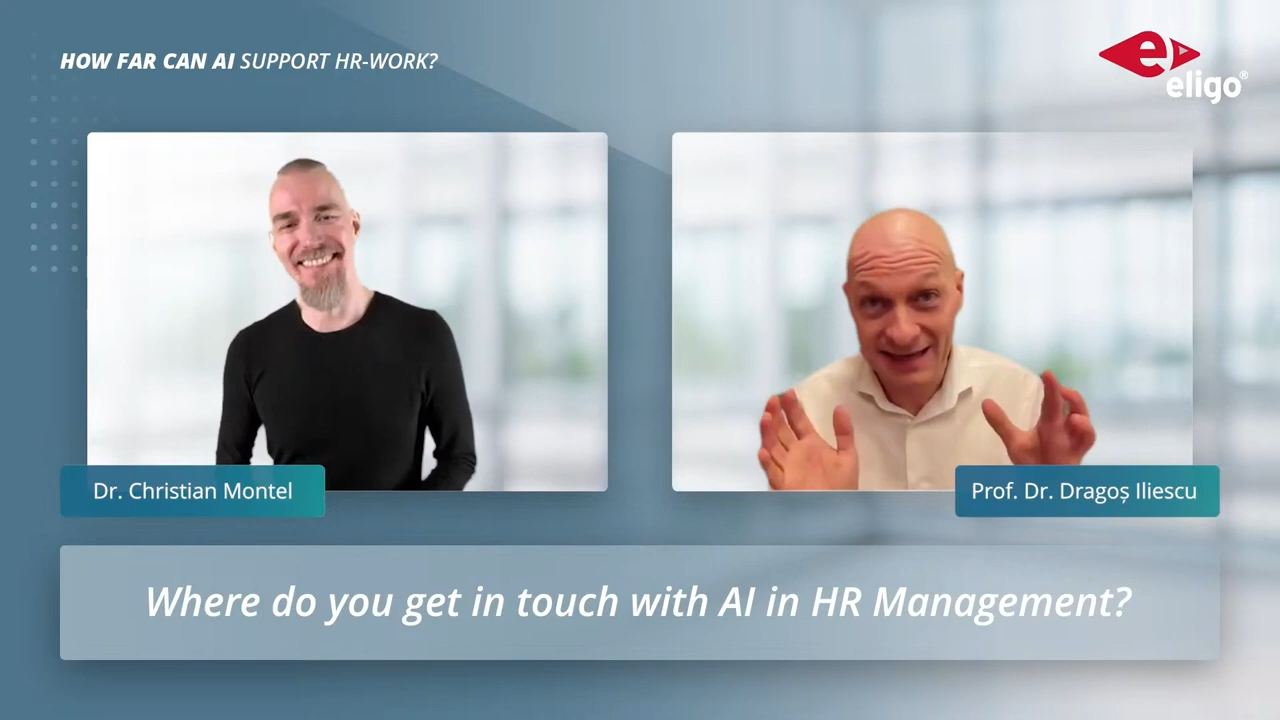 HOW FAR CAN AI SUPPORT HR-WORK?
e
eligo®
Dr. Christian Montel
Prof. Dr. Dragoș Iliescu
Where do you get in touch with AI in HR Management?